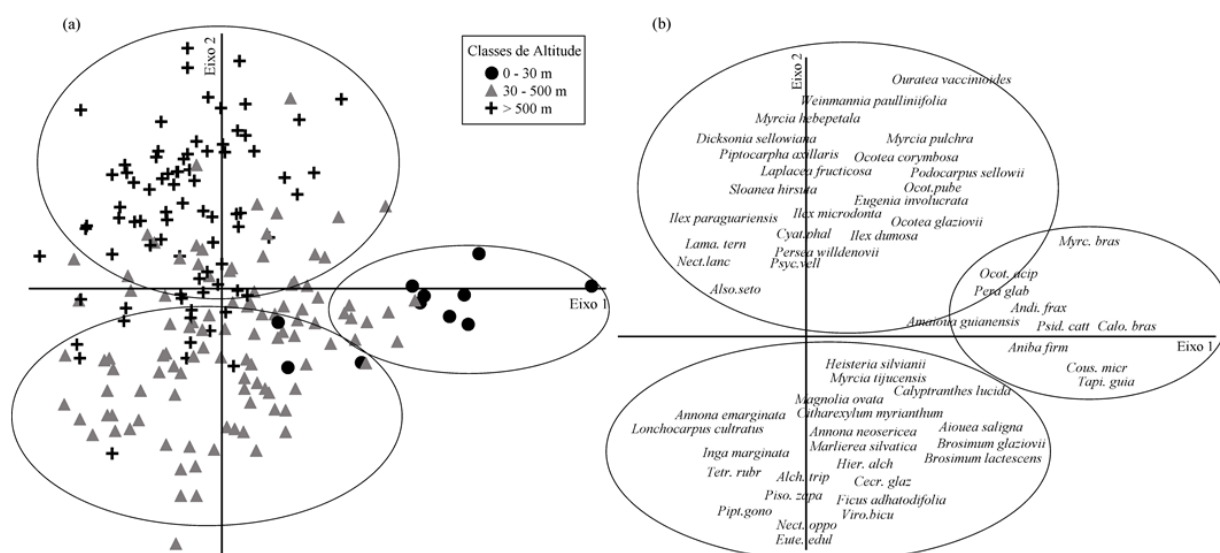 (a)
Eixo 2
Classes de Altitude
0 - 30 m
30 - 500 m
> 500 m
Eixo 1
(b)
Eixo 2
Ouratea vaccinioides
Weinmannia paulliniifolia
Myrcia hebepetala
Dicksonia sellowiana
Myrcia pulchra
Piptocarpha axillaris
Ocotea corymbosa
Laplacea fructicosa
Podocarpus sellowii
Sloanea hirsuta
Ocot.pube
Eugenia involucrata
Ilex paraguariensis
Ilex microdonta
Ocotea glaziovii
Cyat.phal
Ilex dumosa
Lama. tern
Persea willdenovii
Nect.lanc
Psyc.vell
Also.seto
Myrc. bras
Ocot. acip
Pera glab
Andi. frax
Amaioua guianensis
Psid. catt
Calo. bras
Eixo 1
Aniba firm
Cous. micr
Tapi. guia
Heisteria silvianii
Myrcia tijucensis
Calyptranthes lucida
Magnolia ovata
Annona emarginata
Citharexylum myrianthum
Lonchocarpus cultratus
Annona neosericea
Aiouea saligna
Marlierea silvatica
Brosimum glaziovii
Inga marginata
Brosimum lactescens
Hier. alch
Tetr. rubr
Alch. trip
Cecr. glaz
Piso. zapa
Ficus adhatodifolia
Pipt.gono
Viro.bicu
Nect. oppo
Eute. edul